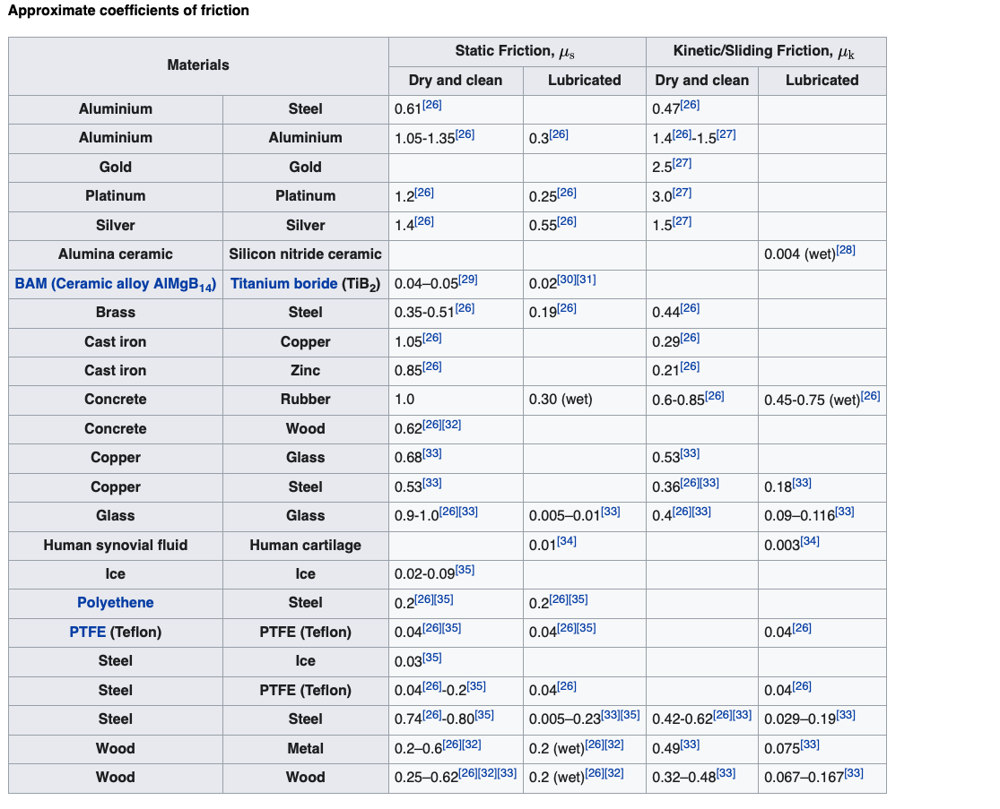 Approximate coefficients of friction
Materials Static Friction, μs Kinetic/Sliding Friction, μk
Dry and clean Lubricated Dry and clean Lubricated
Aluminium Steel 0.61[26] 0.47[26]
Aluminium Aluminium 1.05-1.35[26] 0.3[26] 1.4[26]-1.5[27]
Gold Gold 2.5[27]
Platinum Platinum 1.2[26] 0.25[26] 3.0[27]
Silver Silver 1.4[26] 0.55[26] 1.5[27]
Alumina ceramic Silicon nitride ceramic 0.004 (wet)[28]
BAM (Ceramic alloy AlMgB14) Titanium boride (TiB2) 0.04–0.05[29] 0.02[30][31]
Brass Steel 0.35-0.51[26] 0.19[26] 0.44[26]
Cast iron Copper 1.05[26] 0.29[26]
Cast iron Zinc 0.85[26] 0.21[26]
Concrete Rubber 1.0 0.30 (wet) 0.6-0.85[26] 0.45-0.75 (wet)[26]
Concrete Wood 0.62[26][32]
Copper Glass 0.68[33] 0.53[33]
Copper Steel 0.53[33] 0.36[26][33] 0.18[33]
Glass Glass 0.9-1.0[26][33] 0.005–0.01[33] 0.4[26][33] 0.09–0.116[33]
Human synovial fluid Human cartilage 0.01[34] 0.003[34]
Ice Ice 0.02-0.09[35]
Polyethene Steel 0.2[26][35] 0.2[26][35]
PTFE (Teflon) PTFE (Teflon) 0.04[26][35] 0.04[26][35] 0.04[26]
Steel Ice 0.03[35]
Steel PTFE (Teflon) 0.04[26]-0.2[35] 0.04[26] 0.04[26]
Steel Steel 0.74[26]-0.80[35] 0.005–0.23[33][35] 0.42-0.62[26][33] 0.029–0.19[33]
Wood Metal 0.2–0.6[26][32] 0.2 (wet)[26][32] 0.49[33] 0.075[33]
Wood Wood 0.25–0.62[26][32][33] 0.2 (wet)[26][32] 0.32–0.48[33] 0.067–0.167[33]